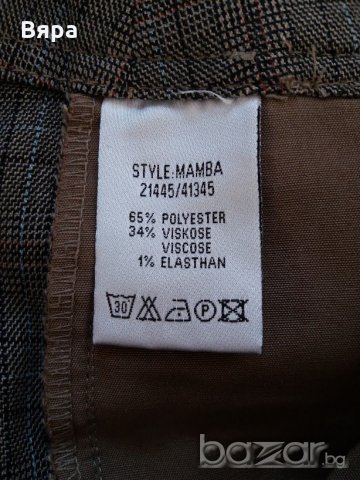 Вяра
STYLE:MAMBA
21445/41345
65% POLYESTER
34% VISKOSE
VISCOSE
1% ELASTHAN
30 P
bazar.bg